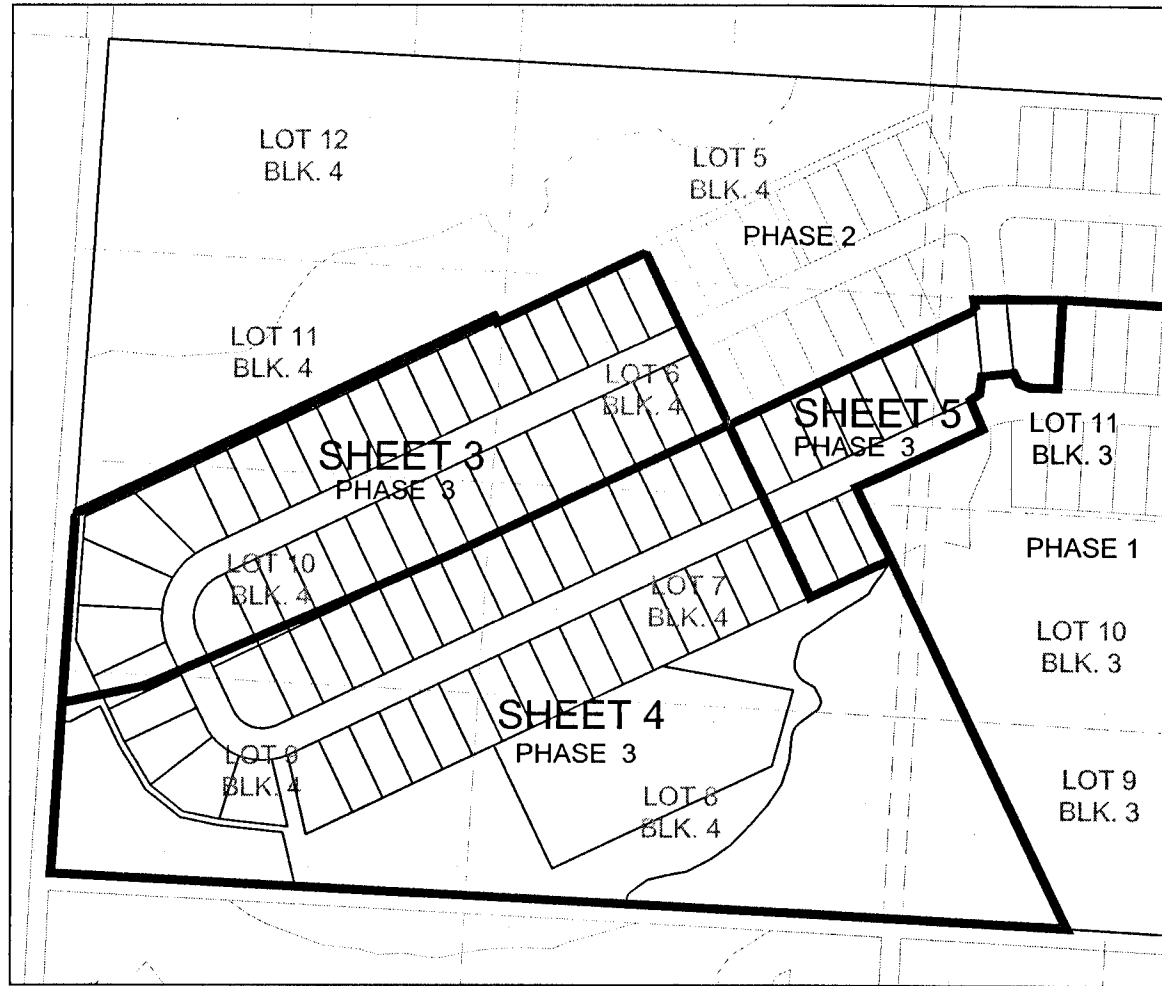 LOT 12
BLK. 4
LOT 5
BLK. 4
PHASE 2
LOT 11
BLK. 4
LOT 6
BLK. 4
SHEET 5
PHASE 3
LOT 11
BLK. 3
SHEET 3
PHASE 3
PHASE 1
LOT 10
BLK. 4
LOT 7
BLK. 4
LOT 10
BLK. 3
SHEET 4
PHASE 3
LOT 9
BLK. 4
LOT 8
BLK. 4
LOT 9
BLK. 3